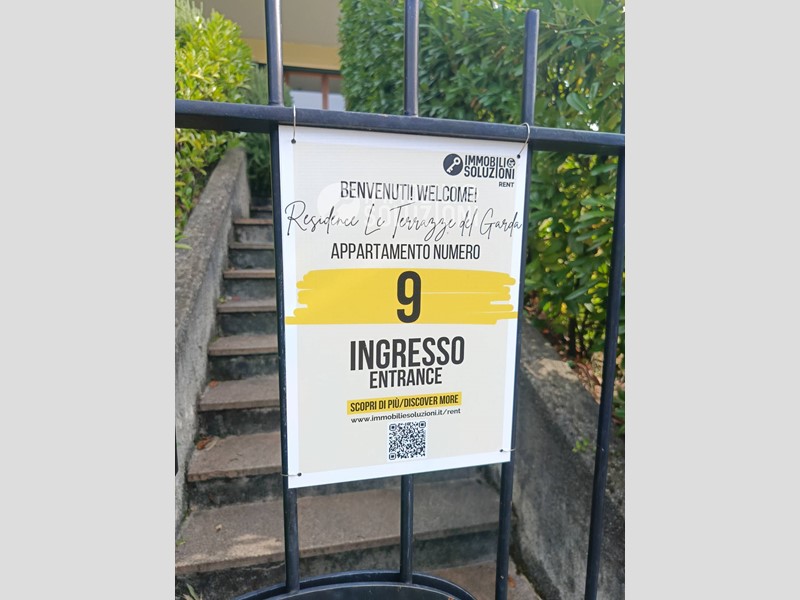 IMMOBILI&
SOLUZIONI
RENT
BENVENUTI! WELCOME!
Residence Le Terrazze del Garda
APPARTAMENTO NUMERO
9
INGRESSO
ENTRANCE
SCOPRI DI PIÙ/DISCOVER MORE
www.immobiliesoluzioni.it/rent